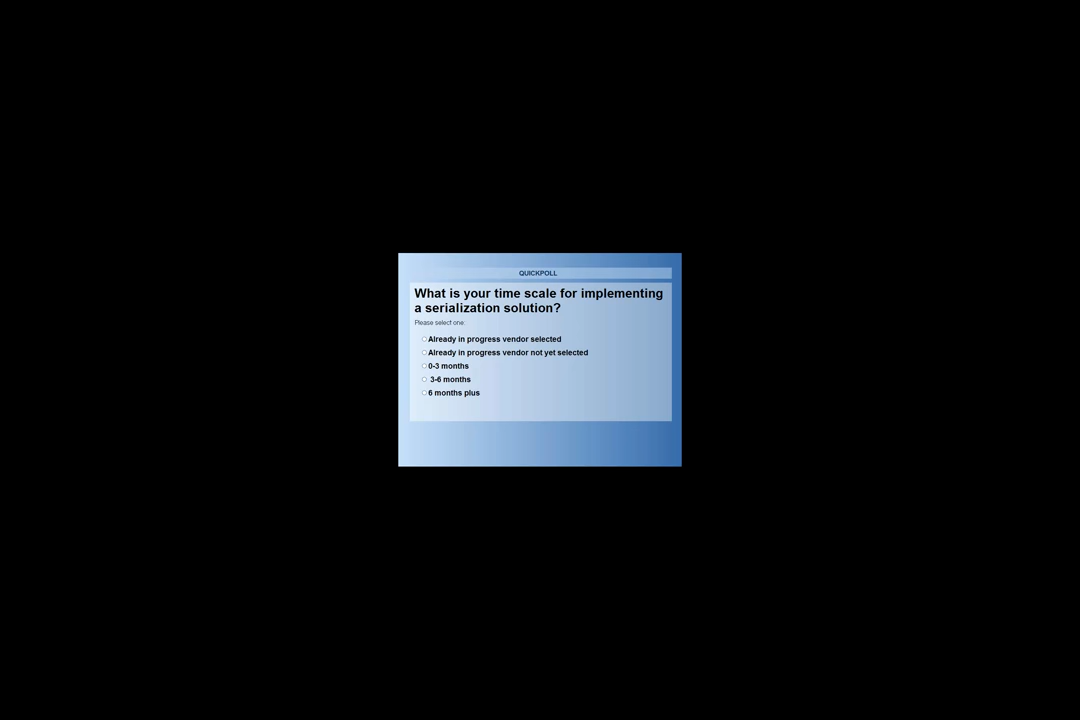 QUICKPOLL
What is your time scale for implementing
a serialization solution?
Please select one:
Already in progress vendor selected
Already in progress vendor not yet selected
0-3 months
3-6 months
6 months plus